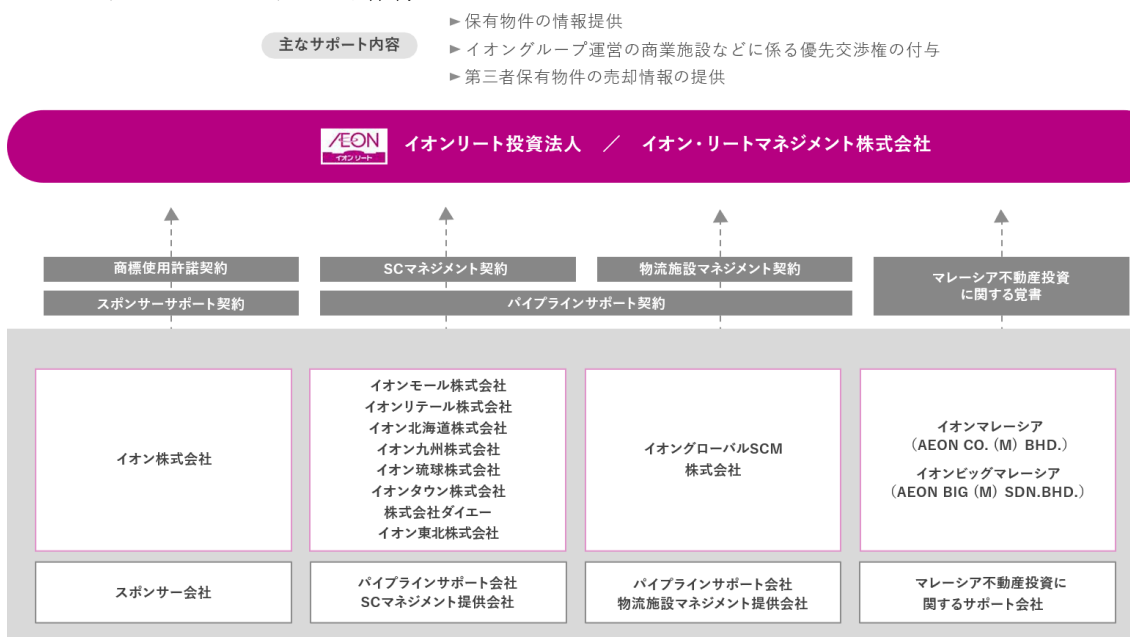 主なサポート内容
►保有物件の情報提供
►イオングループ運営の商業施設などに係る優先交渉権の付与
►第三者保有物件の売却情報の提供
ÆON
イオン リート
イオンリート投資法人 ／ イオン・リートマネジメント株式会社
商標使用許諾契約
スポンサーサポート契約
SCマネジメント契約
物流施設マネジメント契約
パイプラインサポート契約
マレーシア不動産投資
に関する覚書
イオン株式会社
イオンモール株式会社
イオンリテール株式会社
イオン北海道株式会社
イオン九州株式会社
イオン琉球株式会社
イオンタウン株式会社
株式会社ダイエー
イオン東北株式会社
イオングローバルSCM
株式会社
イオンマレーシア
（AEON CO.（M）BHD.）
イオンビッグマレーシア
（AEON BIG（M）SDN.BHD.）
スポンサー会社
パイプラインサポート会社
SCマネジメント提供会社
パイプラインサポート会社
物流施設マネジメント提供会社
マレーシア不動産投資に
関するサポート会社